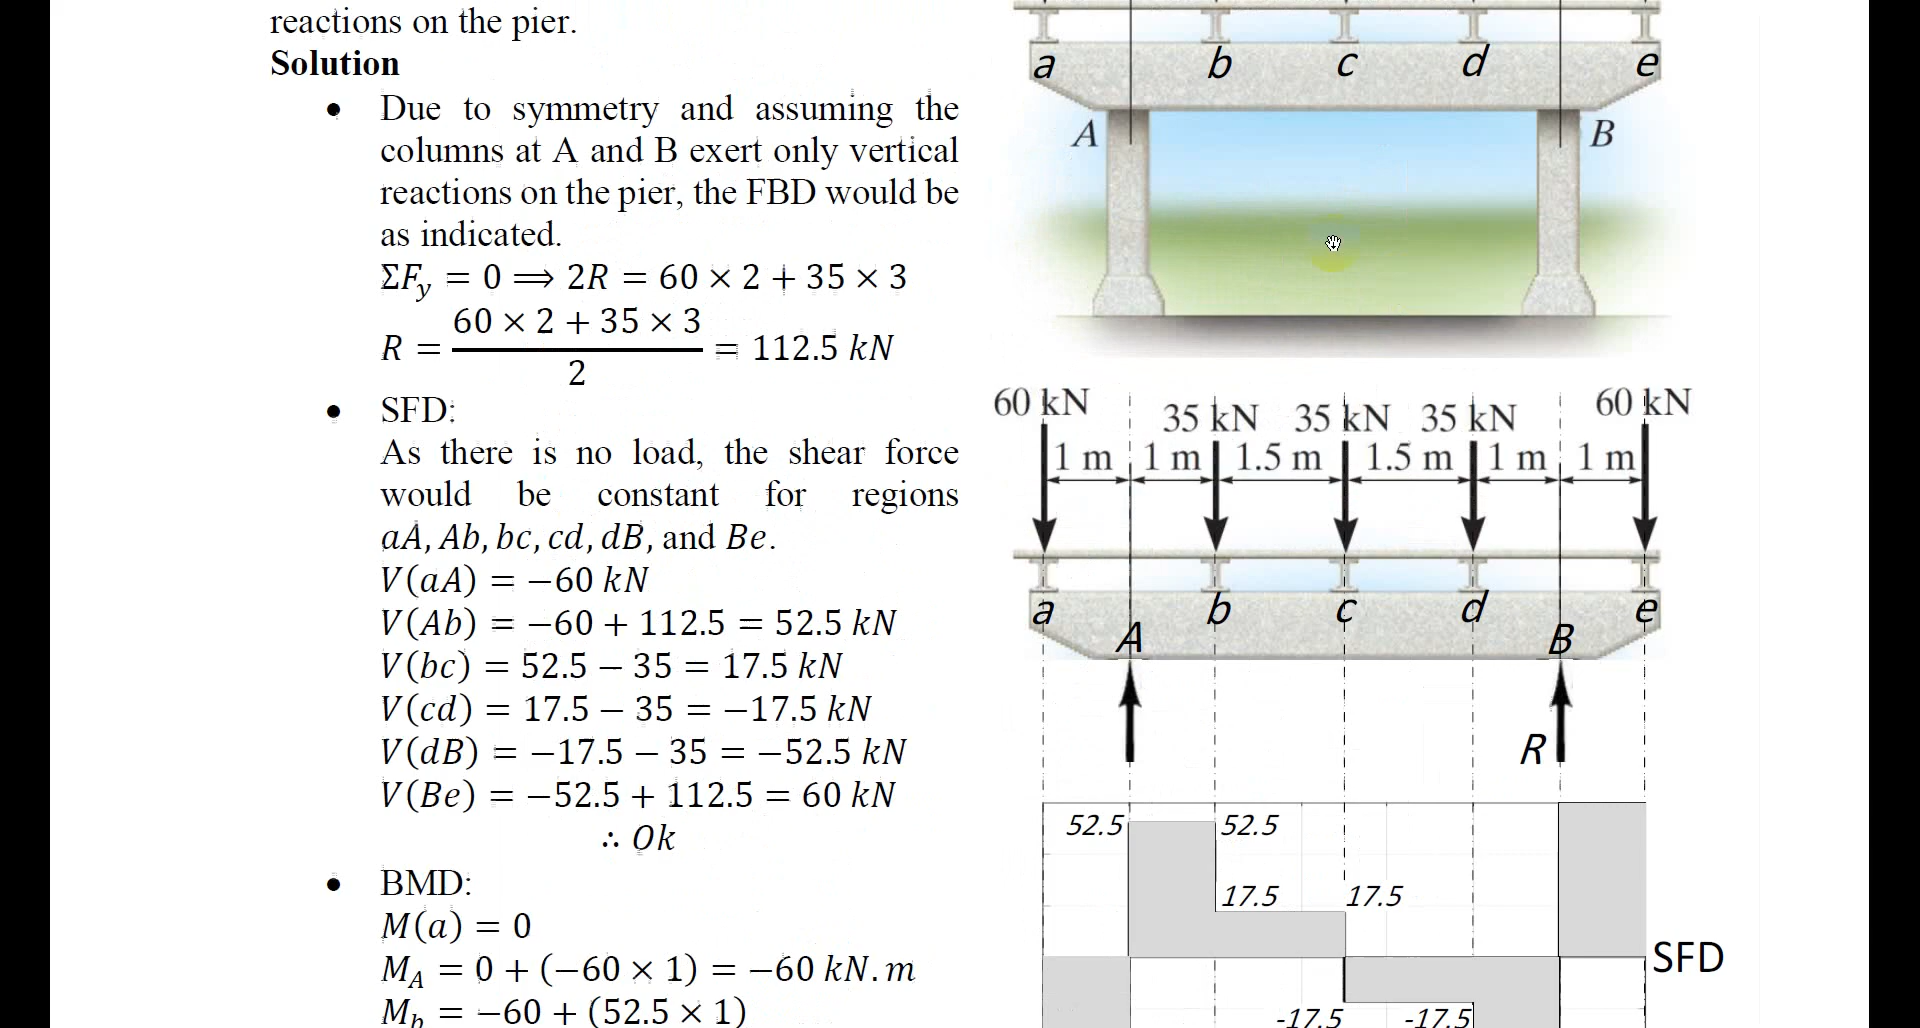 reactions on the pier.
Solution
• Due to symmetry and assuming the
columns at A and B exert only vertical
reactions on the pier, the FBD would be
as indicated.
ΣF_y = 0 ⟹ 2R = 60 × 2 + 35 × 3
R = (60 × 2 + 35 × 3)/2 = 112.5 kN
• SFD:
As there is no load, the shear force
would be constant for regions
aA, Ab, bc, cd, dB, and Be.
V(aA) = −60 kN
V(Ab) = −60 + 112.5 = 52.5 kN
V(bc) = 52.5 − 35 = 17.5 kN
V(cd) = 17.5 − 35 = −17.5 kN
V(dB) = −17.5 − 35 = −52.5 kN
V(Be) = −52.5 + 112.5 = 60 kN
∴ Ok
• BMD:
M(a) = 0
M_A = 0 + (−60 × 1) = −60 kN.m
M_b = −60 + (52.5 × 1)
a b c d e
A B
60 kN 35 kN 35 kN 35 kN 60 kN
1 m 1 m 1.5 m 1.5 m 1 m 1 m
a b c d e
A B
R
52.5 52.5
17.5 17.5
SFD
-17.5 -17.5